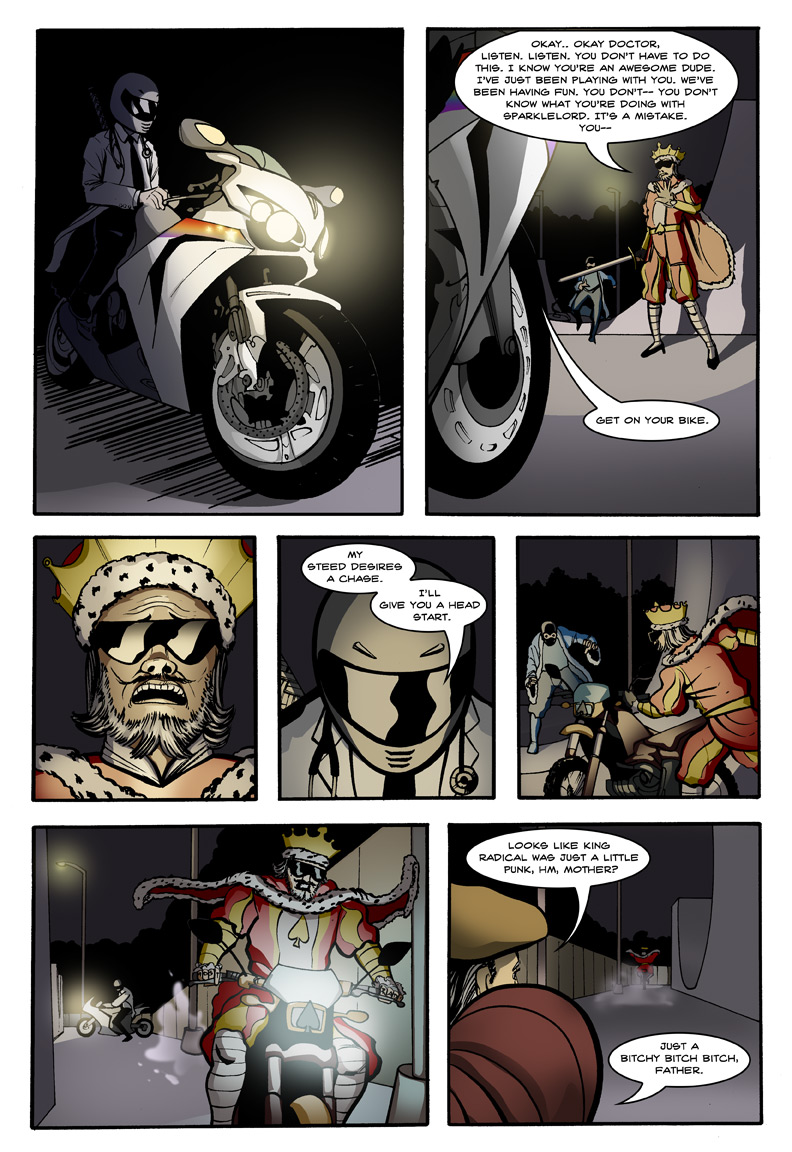 OKAY.. OKAY DOCTOR,
LISTEN. LISTEN. YOU DON'T HAVE TO DO
THIS. I KNOW YOU'RE AN AWESOME DUDE.
I'VE JUST BEEN PLAYING WITH YOU. WE'VE
BEEN HAVING FUN. YOU DON'T-- YOU DON'T
KNOW WHAT YOU'RE DOING WITH
SPARKLELORD. IT'S A MISTAKE.
YOU--
GET ON YOUR BIKE.
MY
STEED DESIRES
A CHASE.
I'LL
GIVE YOU A HEAD
START.
LOOKS LIKE KING
RADICAL WAS JUST A LITTLE
PUNK, HM, MOTHER?
JUST A
BITCHY BITCH BITCH,
FATHER.